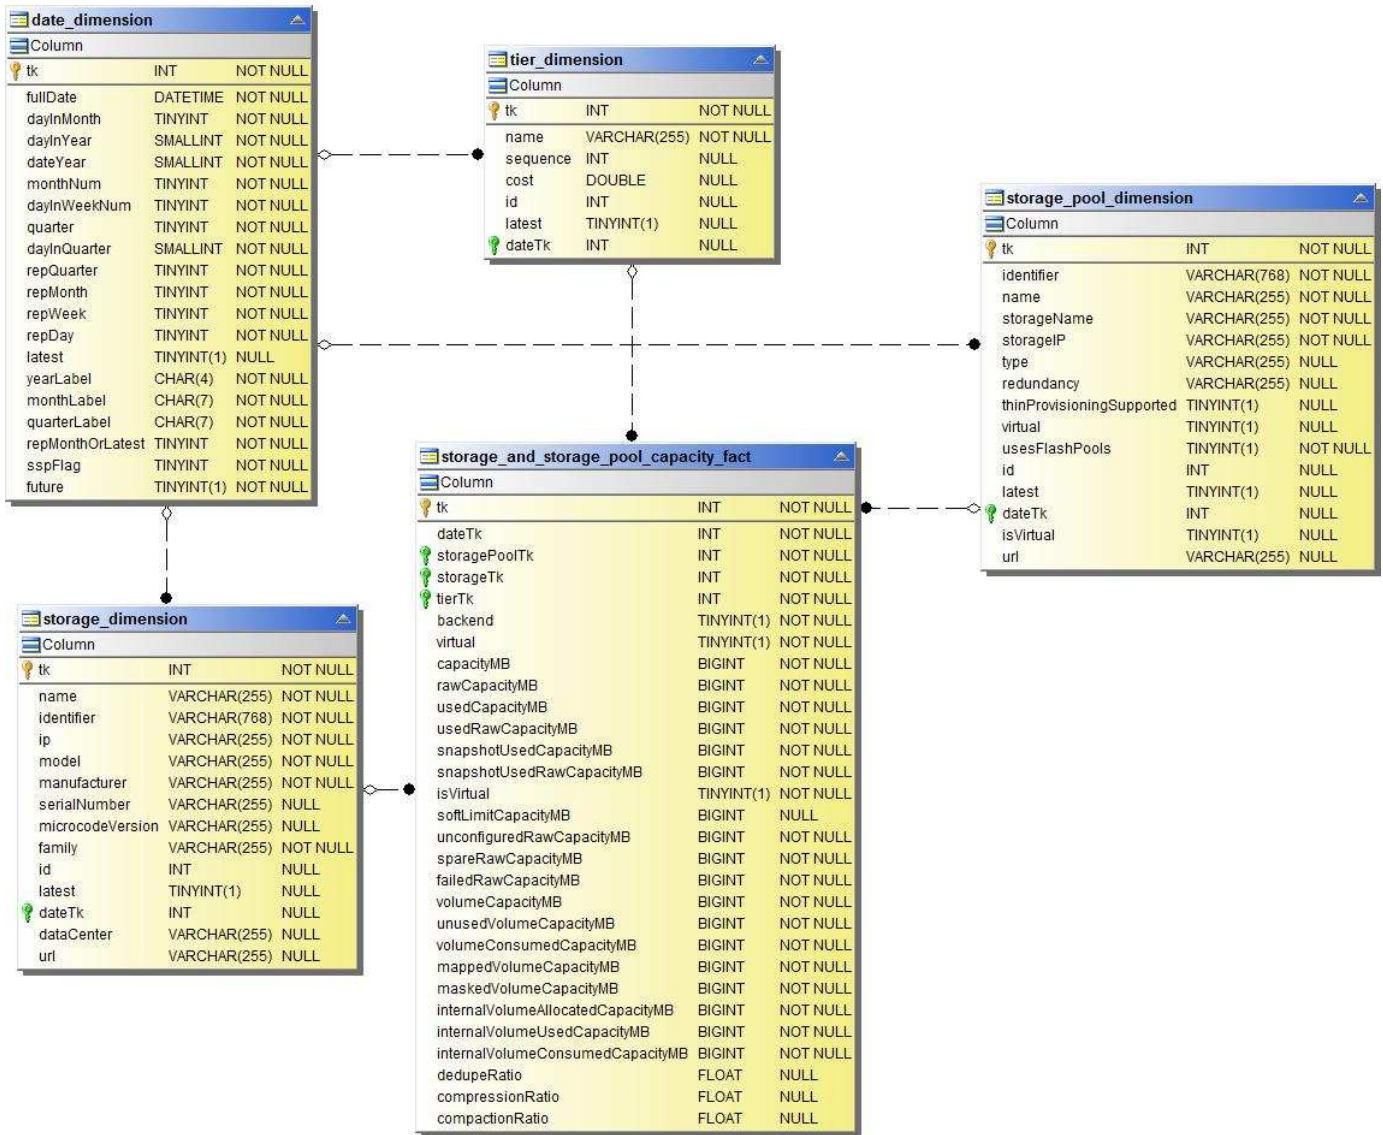 date_dimension
Column
tk INT NOT NULL
fullDate DATETIME NOT NULL
dayInMonth TINYINT NOT NULL
dayInYear SMALLINT NOT NULL
dateYear SMALLINT NOT NULL
monthNum TINYINT NOT NULL
dayInWeekNum TINYINT NOT NULL
quarter TINYINT NOT NULL
dayInQuarter SMALLINT NOT NULL
repQuarter TINYINT NOT NULL
repMonth TINYINT NOT NULL
repWeek TINYINT NOT NULL
repDay TINYINT NOT NULL
latest TINYINT(1) NULL
yearLabel CHAR(4) NOT NULL
monthLabel CHAR(7) NOT NULL
quarterLabel CHAR(7) NOT NULL
repMonthOrLatest TINYINT NOT NULL
sspFlag TINYINT NOT NULL
future TINYINT(1) NOT NULL
tier_dimension
Column
tk INT NOT NULL
name VARCHAR(255) NOT NULL
sequence INT NULL
cost DOUBLE NULL
id INT NULL
latest TINYINT(1) NULL
dateTk INT NULL
storage_pool_dimension
Column
tk INT NOT NULL
identifier VARCHAR(768) NOT NULL
name VARCHAR(255) NOT NULL
storageName VARCHAR(255) NOT NULL
storageIP VARCHAR(255) NOT NULL
type VARCHAR(255) NULL
redundancy VARCHAR(255) NULL
thinProvisioningSupported TINYINT(1) NULL
virtual TINYINT(1) NULL
usesFlashPools TINYINT(1) NOT NULL
id INT NULL
latest TINYINT(1) NULL
dateTk INT NULL
isVirtual TINYINT(1) NULL
url VARCHAR(255) NULL
storage_dimension
Column
tk INT NOT NULL
name VARCHAR(255) NOT NULL
identifier VARCHAR(768) NOT NULL
ip VARCHAR(255) NOT NULL
model VARCHAR(255) NOT NULL
manufacturer VARCHAR(255) NOT NULL
serialNumber VARCHAR(255) NULL
microcodeVersion VARCHAR(255) NULL
family VARCHAR(255) NOT NULL
id INT NULL
latest TINYINT(1) NULL
dateTk INT NULL
dataCenter VARCHAR(255) NULL
url VARCHAR(255) NULL
storage_and_storage_pool_capacity_fact
Column
tk INT NOT NULL
dateTk INT NOT NULL
storagePoolTk INT NOT NULL
storageTk INT NOT NULL
tierTk INT NOT NULL
backend TINYINT(1) NOT NULL
virtual TINYINT(1) NOT NULL
capacityMB BIGINT NOT NULL
rawCapacityMB BIGINT NOT NULL
usedCapacityMB BIGINT NOT NULL
usedRawCapacityMB BIGINT NOT NULL
snapshotUsedCapacityMB BIGINT NOT NULL
snapshotUsedRawCapacityMB BIGINT NOT NULL
isVirtual TINYINT(1) NOT NULL
softLimitCapacityMB BIGINT NULL
unconfiguredRawCapacityMB BIGINT NOT NULL
spareRawCapacityMB BIGINT NOT NULL
failedRawCapacityMB BIGINT NOT NULL
volumeCapacityMB BIGINT NOT NULL
unusedVolumeCapacityMB BIGINT NOT NULL
volumeConsumedCapacityMB BIGINT NOT NULL
mappedVolumeCapacityMB BIGINT NOT NULL
maskedVolumeCapacityMB BIGINT NOT NULL
internalVolumeAllocatedCapacityMB BIGINT NOT NULL
internalVolumeUsedCapacityMB BIGINT NOT NULL
internalVolumeConsumedCapacityMB BIGINT NOT NULL
dedupeRatio FLOAT NULL
compressionRatio FLOAT NULL
compactionRatio FLOAT NULL